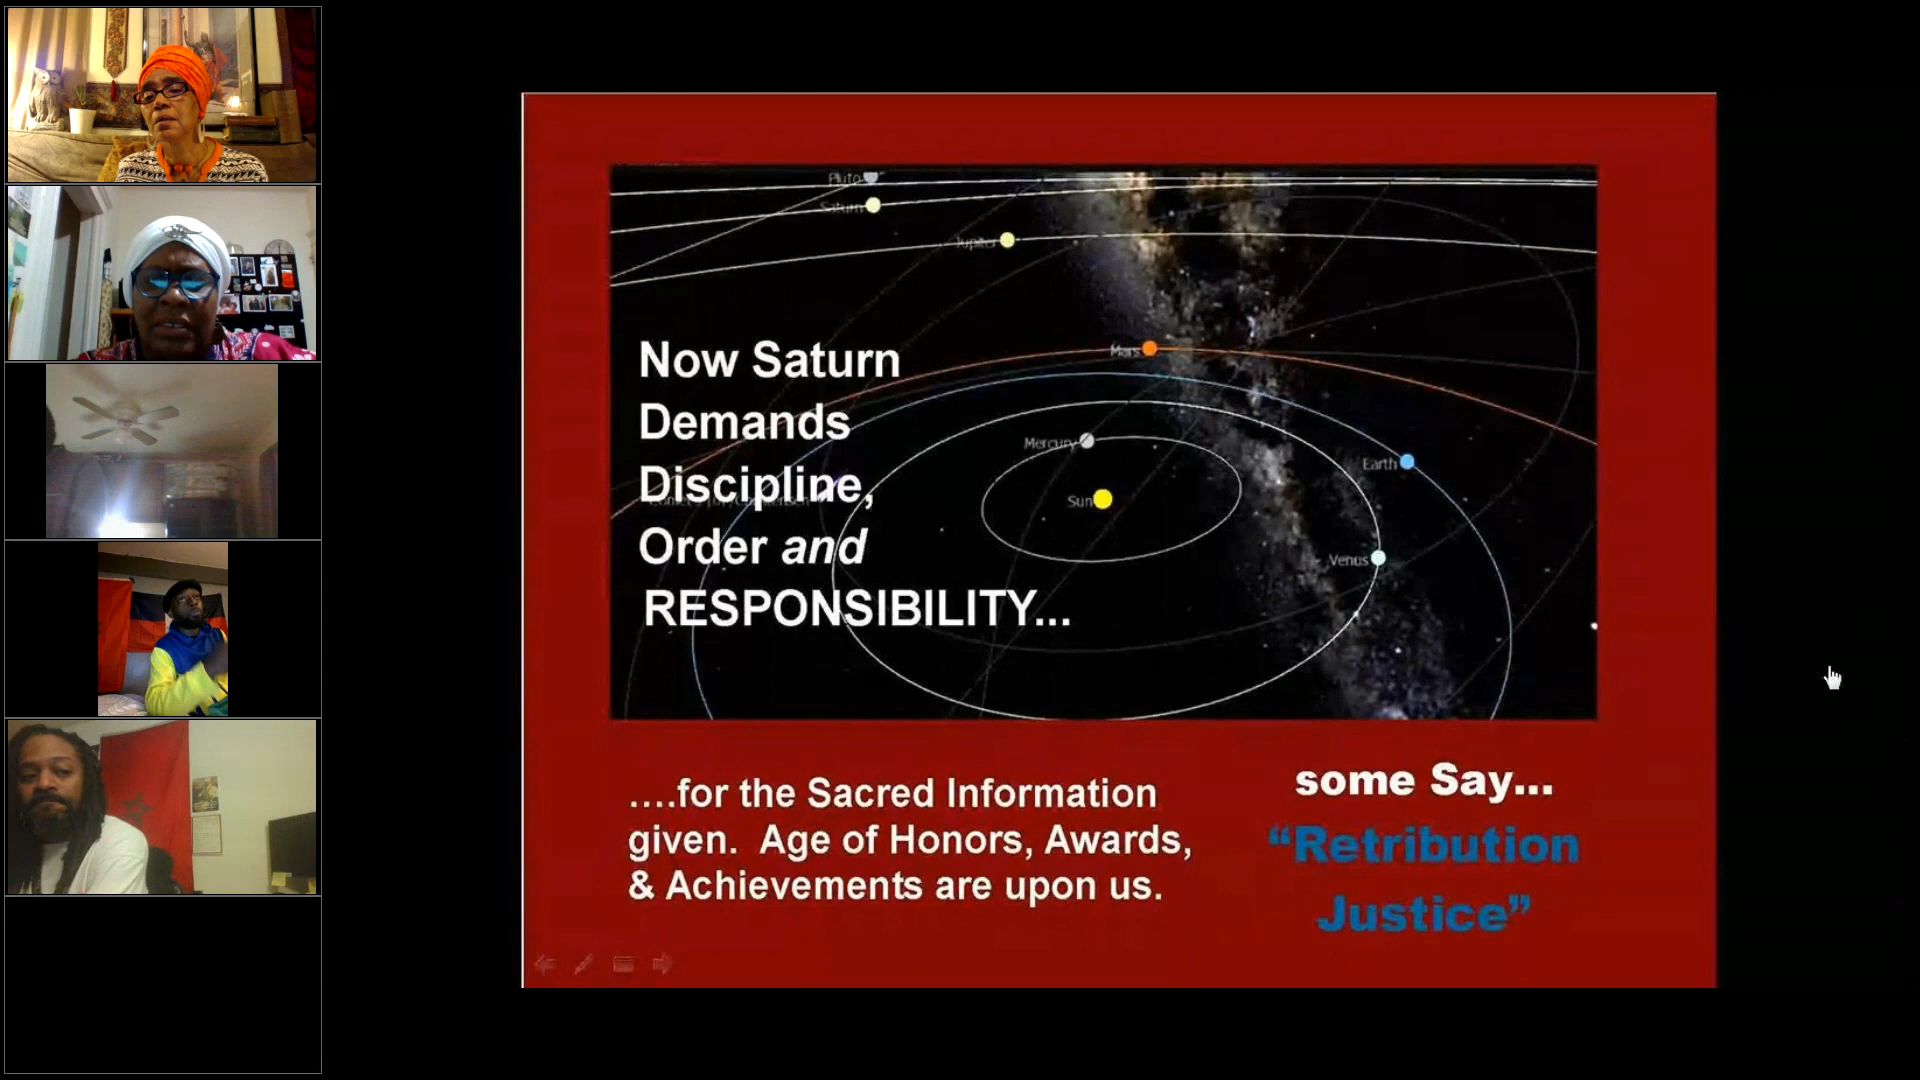 Pluto
Saturn
Jupiter
Mars
Mercury
Sun
Earth
Venus
Now Saturn
Demands
Discipline,
Order and
RESPONSIBILITY...
....for the Sacred Information
given.  Age of Honors, Awards,
& Achievements are upon us.
some Say...
“Retribution
Justice”